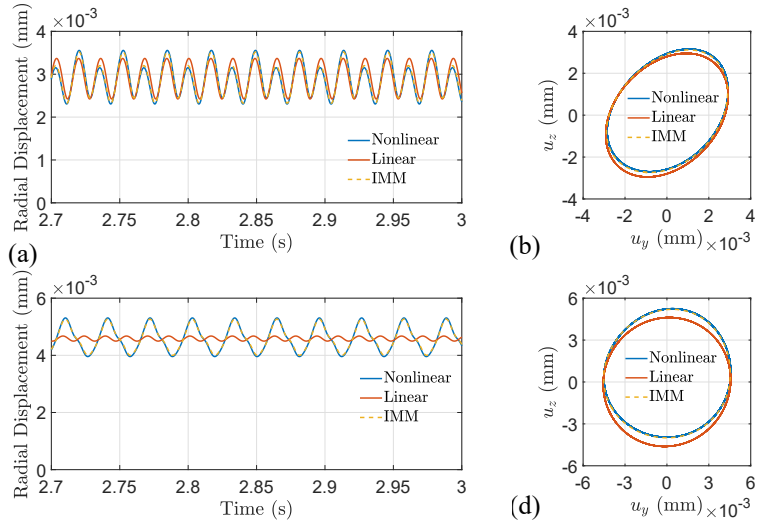 ×10⁻³
Radial Displacement (mm)
4
3
2
1
0
Nonlinear
Linear
IMM
2.7 2.75 2.8 2.85 2.9 2.95 3
Time (s)
(a)
×10⁻³
u_z (mm)
4
2
0
-2
-4
Nonlinear
Linear
IMM
-4 -2 0 2 4
u_y (mm) ×10⁻³
(b)
×10⁻³
Radial Displacement (mm)
6
4
2
0
Nonlinear
Linear
IMM
2.7 2.75 2.8 2.85 2.9 2.95 3
Time (s)
×10⁻³
u_z (mm)
6
3
0
-3
-6
Nonlinear
Linear
IMM
-6 -3 0 3 6
u_y (mm) ×10⁻³
(d)